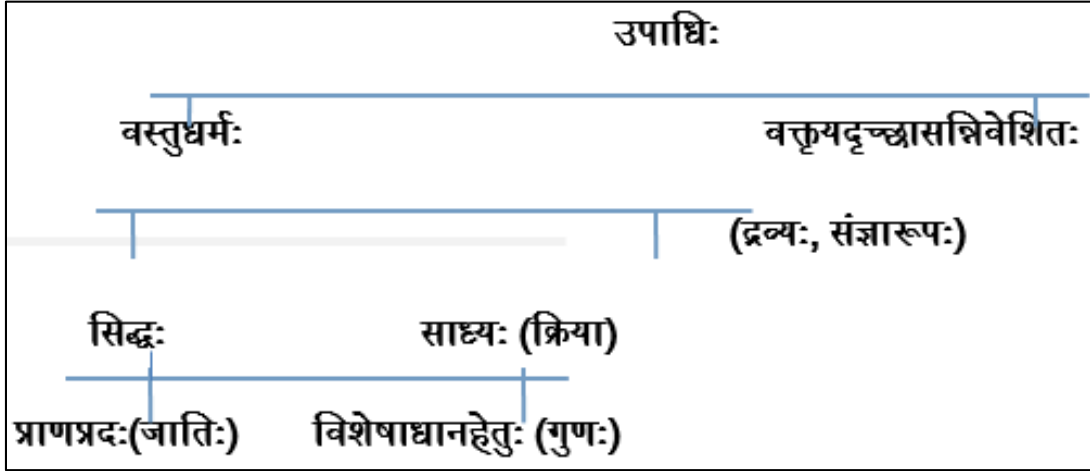 उपाधिः
वस्तुधर्मः वक्तृयदृच्छासन्निवेशितः
(द्रव्यः, संज्ञारूपः)
सिद्धः साध्यः (क्रिया)
प्राणप्रदः(जातिः) विशेषाधानहेतुः (गुणः)